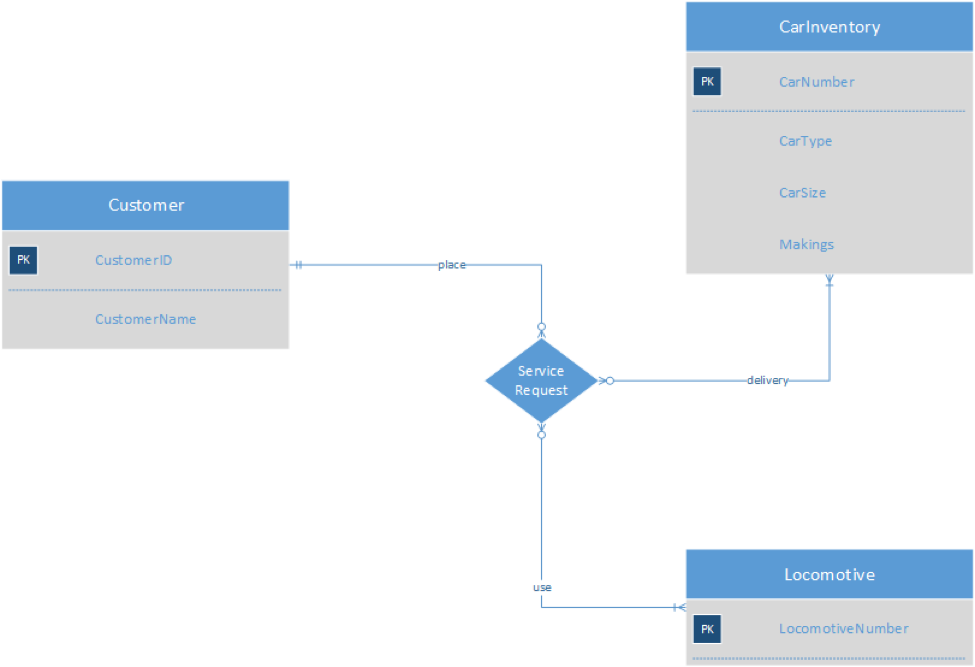 CarInventory
PK CarNumber
CarType
CarSize
Makings
Customer
PK CustomerID
CustomerName
place
Service
Request
delivery
use
Locomotive
PK LocomotiveNumber